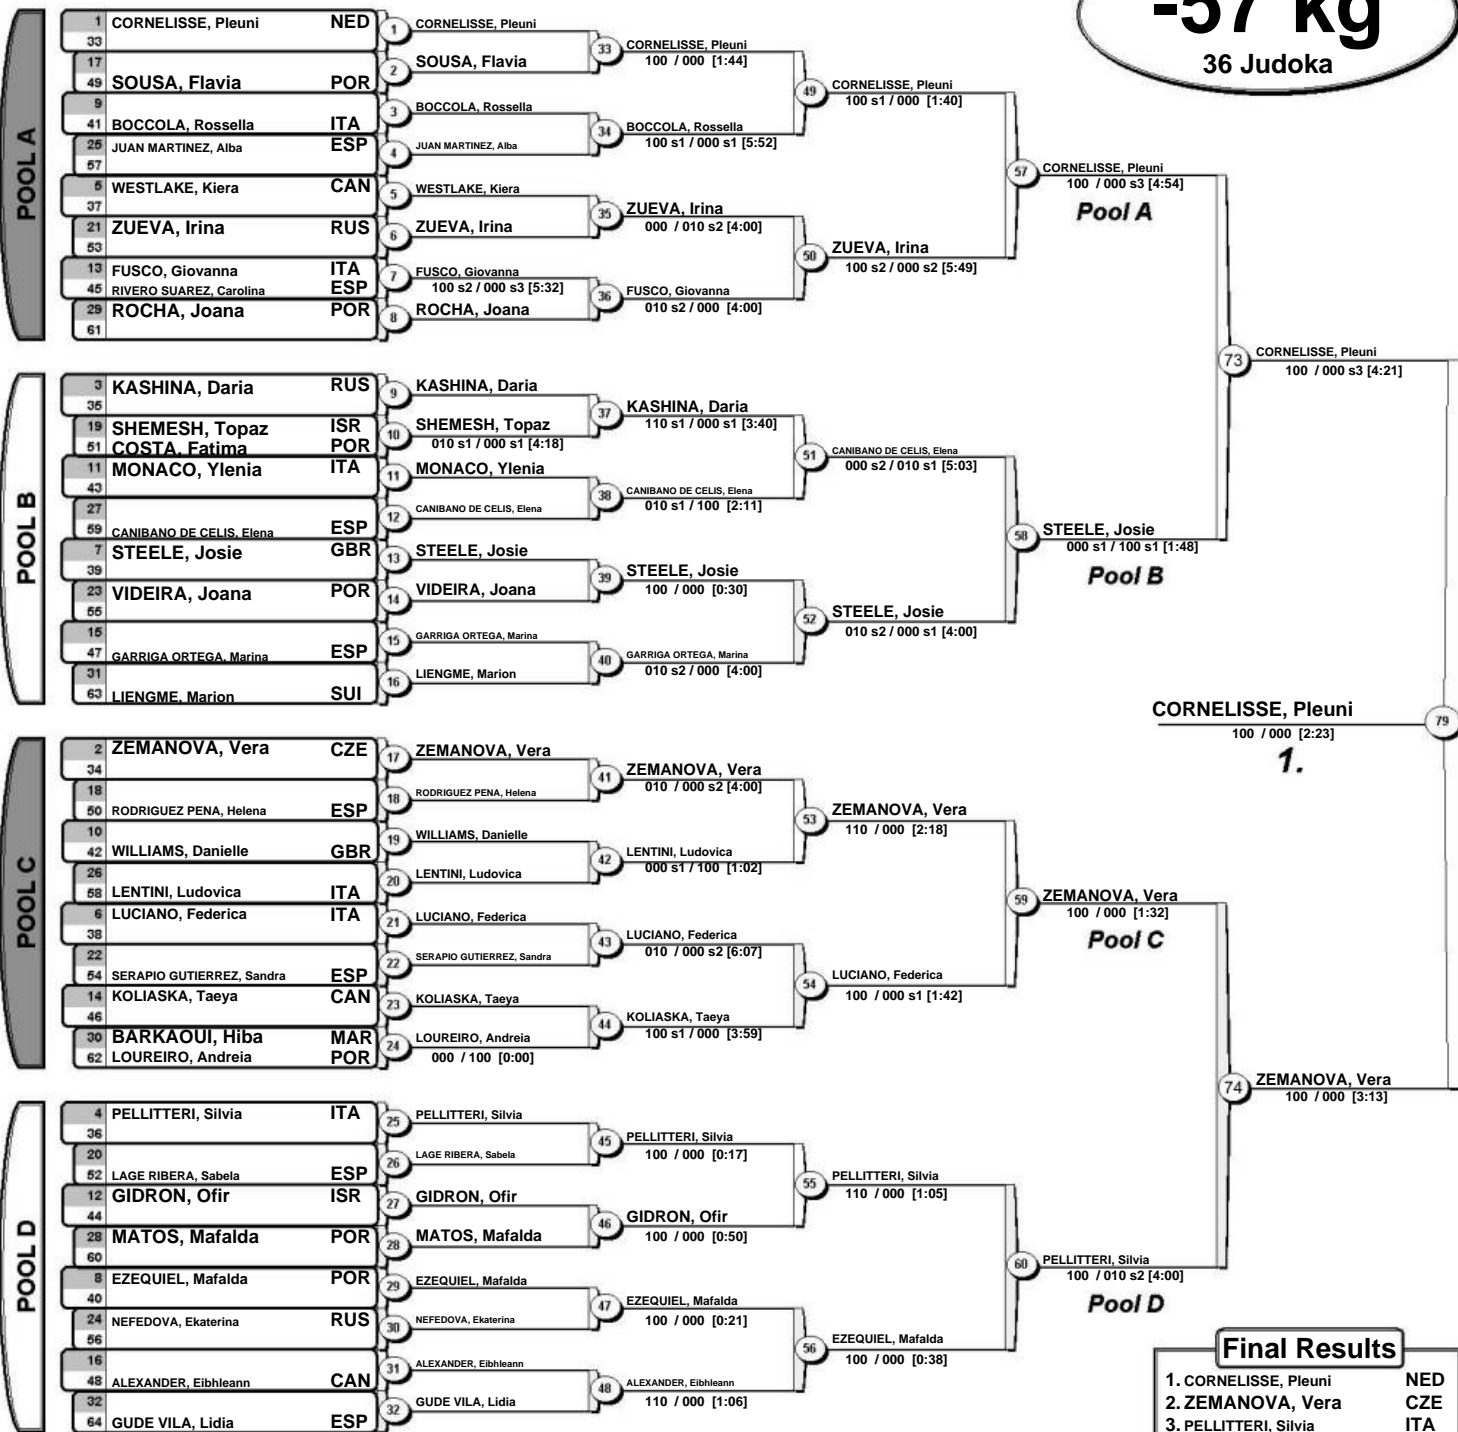 -57 kg
36 Judoka
POOL A
1 CORNELISSE, Pleuni NED
33
17
49 SOUSA, Flavia POR
9
41 BOCCOLA, Rossella ITA
25 JUAN MARTINEZ, Alba ESP
57
5 WESTLAKE, Kiera CAN
37
21 ZUEVA, Irina RUS
53
13 FUSCO, Giovanna ITA
45 RIVERO SUAREZ, Carolina ESP
29 ROCHA, Joana POR
61
1 CORNELISSE, Pleuni
2 SOUSA, Flavia
3 BOCCOLA, Rossella
4 JUAN MARTINEZ, Alba
5 WESTLAKE, Kiera
6 ZUEVA, Irina
7 FUSCO, Giovanna
100 s2 / 000 s3 [5:32]
8 ROCHA, Joana
33 CORNELISSE, Pleuni
100 / 000 [1:44]
34 BOCCOLA, Rossella
100 s1 / 000 s1 [5:52]
35 ZUEVA, Irina
000 / 010 s2 [4:00]
36 FUSCO, Giovanna
010 s2 / 000 [4:00]
49 CORNELISSE, Pleuni
100 s1 / 000 [1:40]
50 ZUEVA, Irina
100 s2 / 000 s2 [5:49]
57 CORNELISSE, Pleuni
100 / 000 s3 [4:54]
Pool A
POOL B
3 KASHINA, Daria RUS
35
19 SHEMESH, Topaz ISR
51 COSTA, Fatima POR
11 MONACO, Ylenia ITA
43
27
59 CANIBANO DE CELIS, Elena ESP
7 STEELE, Josie GBR
39
23 VIDEIRA, Joana POR
55
15
47 GARRIGA ORTEGA, Marina ESP
31
63 LIENGME, Marion SUI
9 KASHINA, Daria
10 SHEMESH, Topaz
010 s1 / 000 s1 [4:18]
11 MONACO, Ylenia
12 CANIBANO DE CELIS, Elena
13 STEELE, Josie
14 VIDEIRA, Joana
15 GARRIGA ORTEGA, Marina
16 LIENGME, Marion
37 KASHINA, Daria
110 s1 / 000 s1 [3:40]
38 CANIBANO DE CELIS, Elena
010 s1 / 100 [2:11]
39 STEELE, Josie
100 / 000 [0:30]
40 GARRIGA ORTEGA, Marina
010 s2 / 000 [4:00]
51 CANIBANO DE CELIS, Elena
000 s2 / 010 s1 [5:03]
52 STEELE, Josie
010 s2 / 000 s1 [4:00]
58 STEELE, Josie
000 s1 / 100 s1 [1:48]
Pool B
73 CORNELISSE, Pleuni
100 / 000 s3 [4:21]
CORNELISSE, Pleuni 79
100 / 000 [2:23]
1.
POOL C
2 ZEMANOVA, Vera CZE
34
18
50 RODRIGUEZ PENA, Helena ESP
10
42 WILLIAMS, Danielle GBR
26
58 LENTINI, Ludovica ITA
6 LUCIANO, Federica ITA
38
22
54 SERAPIO GUTIERREZ, Sandra ESP
14 KOLIASKA, Taeya CAN
46
30 BARKAOUI, Hiba MAR
62 LOUREIRO, Andreia POR
17 ZEMANOVA, Vera
18 RODRIGUEZ PENA, Helena
19 WILLIAMS, Danielle
20 LENTINI, Ludovica
21 LUCIANO, Federica
22 SERAPIO GUTIERREZ, Sandra
23 KOLIASKA, Taeya
24 LOUREIRO, Andreia
000 / 100 [0:00]
41 ZEMANOVA, Vera
010 / 000 s2 [4:00]
42 LENTINI, Ludovica
000 s1 / 100 [1:02]
43 LUCIANO, Federica
010 / 000 s2 [6:07]
44 KOLIASKA, Taeya
100 s1 / 000 [3:59]
53 ZEMANOVA, Vera
110 / 000 [2:18]
54 LUCIANO, Federica
100 / 000 s1 [1:42]
59 ZEMANOVA, Vera
100 / 000 [1:32]
Pool C
POOL D
4 PELLITTERI, Silvia ITA
36
20
52 LAGE RIBERA, Sabela ESP
12 GIDRON, Ofir ISR
44
28 MATOS, Mafalda POR
60
8 EZEQUIEL, Mafalda POR
40
24 NEFEDOVA, Ekaterina RUS
56
16
48 ALEXANDER, Eibhleann CAN
32
64 GUDE VILA, Lidia ESP
25 PELLITTERI, Silvia
26 LAGE RIBERA, Sabela
27 GIDRON, Ofir
28 MATOS, Mafalda
29 EZEQUIEL, Mafalda
30 NEFEDOVA, Ekaterina
31 ALEXANDER, Eibhleann
32 GUDE VILA, Lidia
45 PELLITTERI, Silvia
100 / 000 [0:17]
46 GIDRON, Ofir
100 / 000 [0:50]
47 EZEQUIEL, Mafalda
100 / 000 [0:21]
48 ALEXANDER, Eibhleann
110 / 000 [1:06]
55 PELLITTERI, Silvia
110 / 000 [1:05]
56 EZEQUIEL, Mafalda
100 / 000 [0:38]
60 PELLITTERI, Silvia
100 / 010 s2 [4:00]
Pool D
74 ZEMANOVA, Vera
100 / 000 [3:13]
Final Results
1. CORNELISSE, Pleuni NED
2. ZEMANOVA, Vera CZE
3. PELLITTERI, Silvia ITA